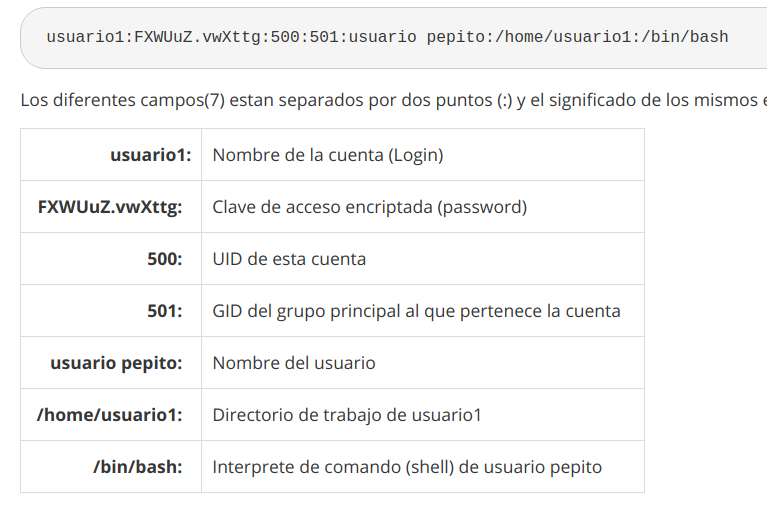 usuario1:FXWUuZ.vwXttg:500:501:usuario pepito:/home/usuario1:/bin/bash
Los diferentes campos(7) estan separados por dos puntos (:) y el significado de los mismos e
usuario1: Nombre de la cuenta (Login)
FXWUuZ.vwXttg: Clave de acceso encriptada (password)
500: UID de esta cuenta
501: GID del grupo principal al que pertenece la cuenta
usuario pepito: Nombre del usuario
/home/usuario1: Directorio de trabajo de usuario1
/bin/bash: Interprete de comando (shell) de usuario pepito